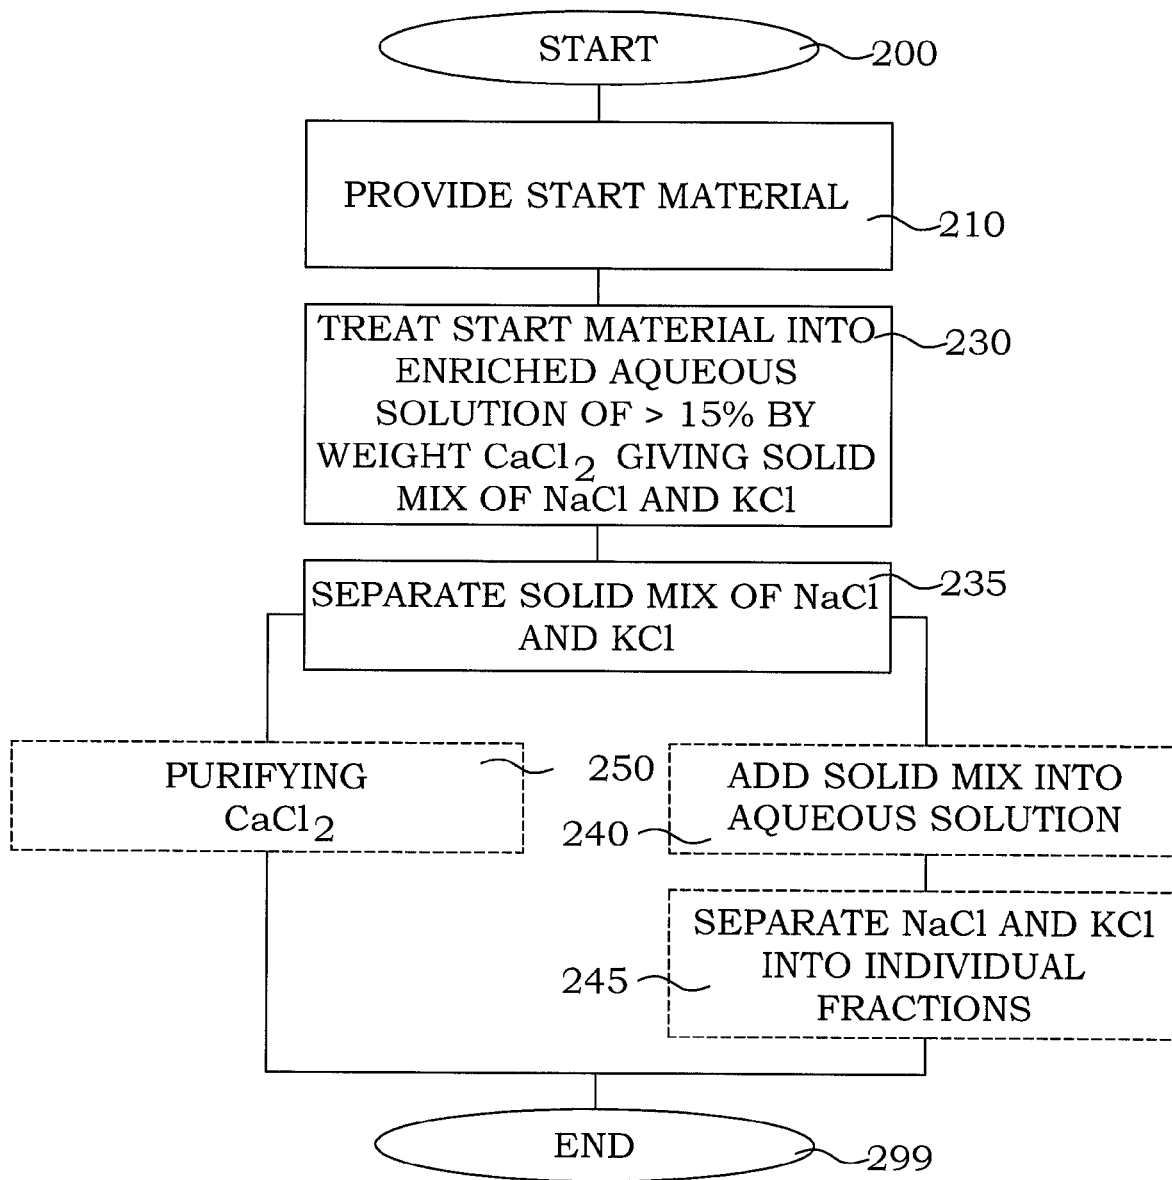 START
200
PROVIDE START MATERIAL
210
TREAT START MATERIAL INTO
ENRICHED AQUEOUS
SOLUTION OF > 15% BY
WEIGHT CaCl₂ GIVING SOLID
MIX OF NaCl AND KCl
230
SEPARATE SOLID MIX OF NaCl
AND KCl
235
PURIFYING
CaCl₂
250
ADD SOLID MIX INTO
AQUEOUS SOLUTION
240
SEPARATE NaCl AND KCl
INTO INDIVIDUAL
FRACTIONS
245
END
299